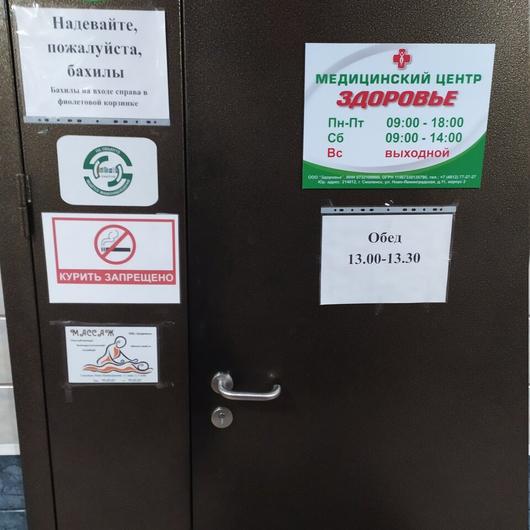 Надевайте,
пожалуйста,
бахилы
Бахилы на входе справа в
фиолетовой корзинке
КУРИТЬ ЗАПРЕЩЕНО
МАССАЖ
МЕДИЦИНСКИЙ ЦЕНТР
ЗДОРОВЬЕ
Пн-Пт 09:00 - 18:00
Сб 09:00 - 14:00
Вс выходной
Обед
13.00-13.30